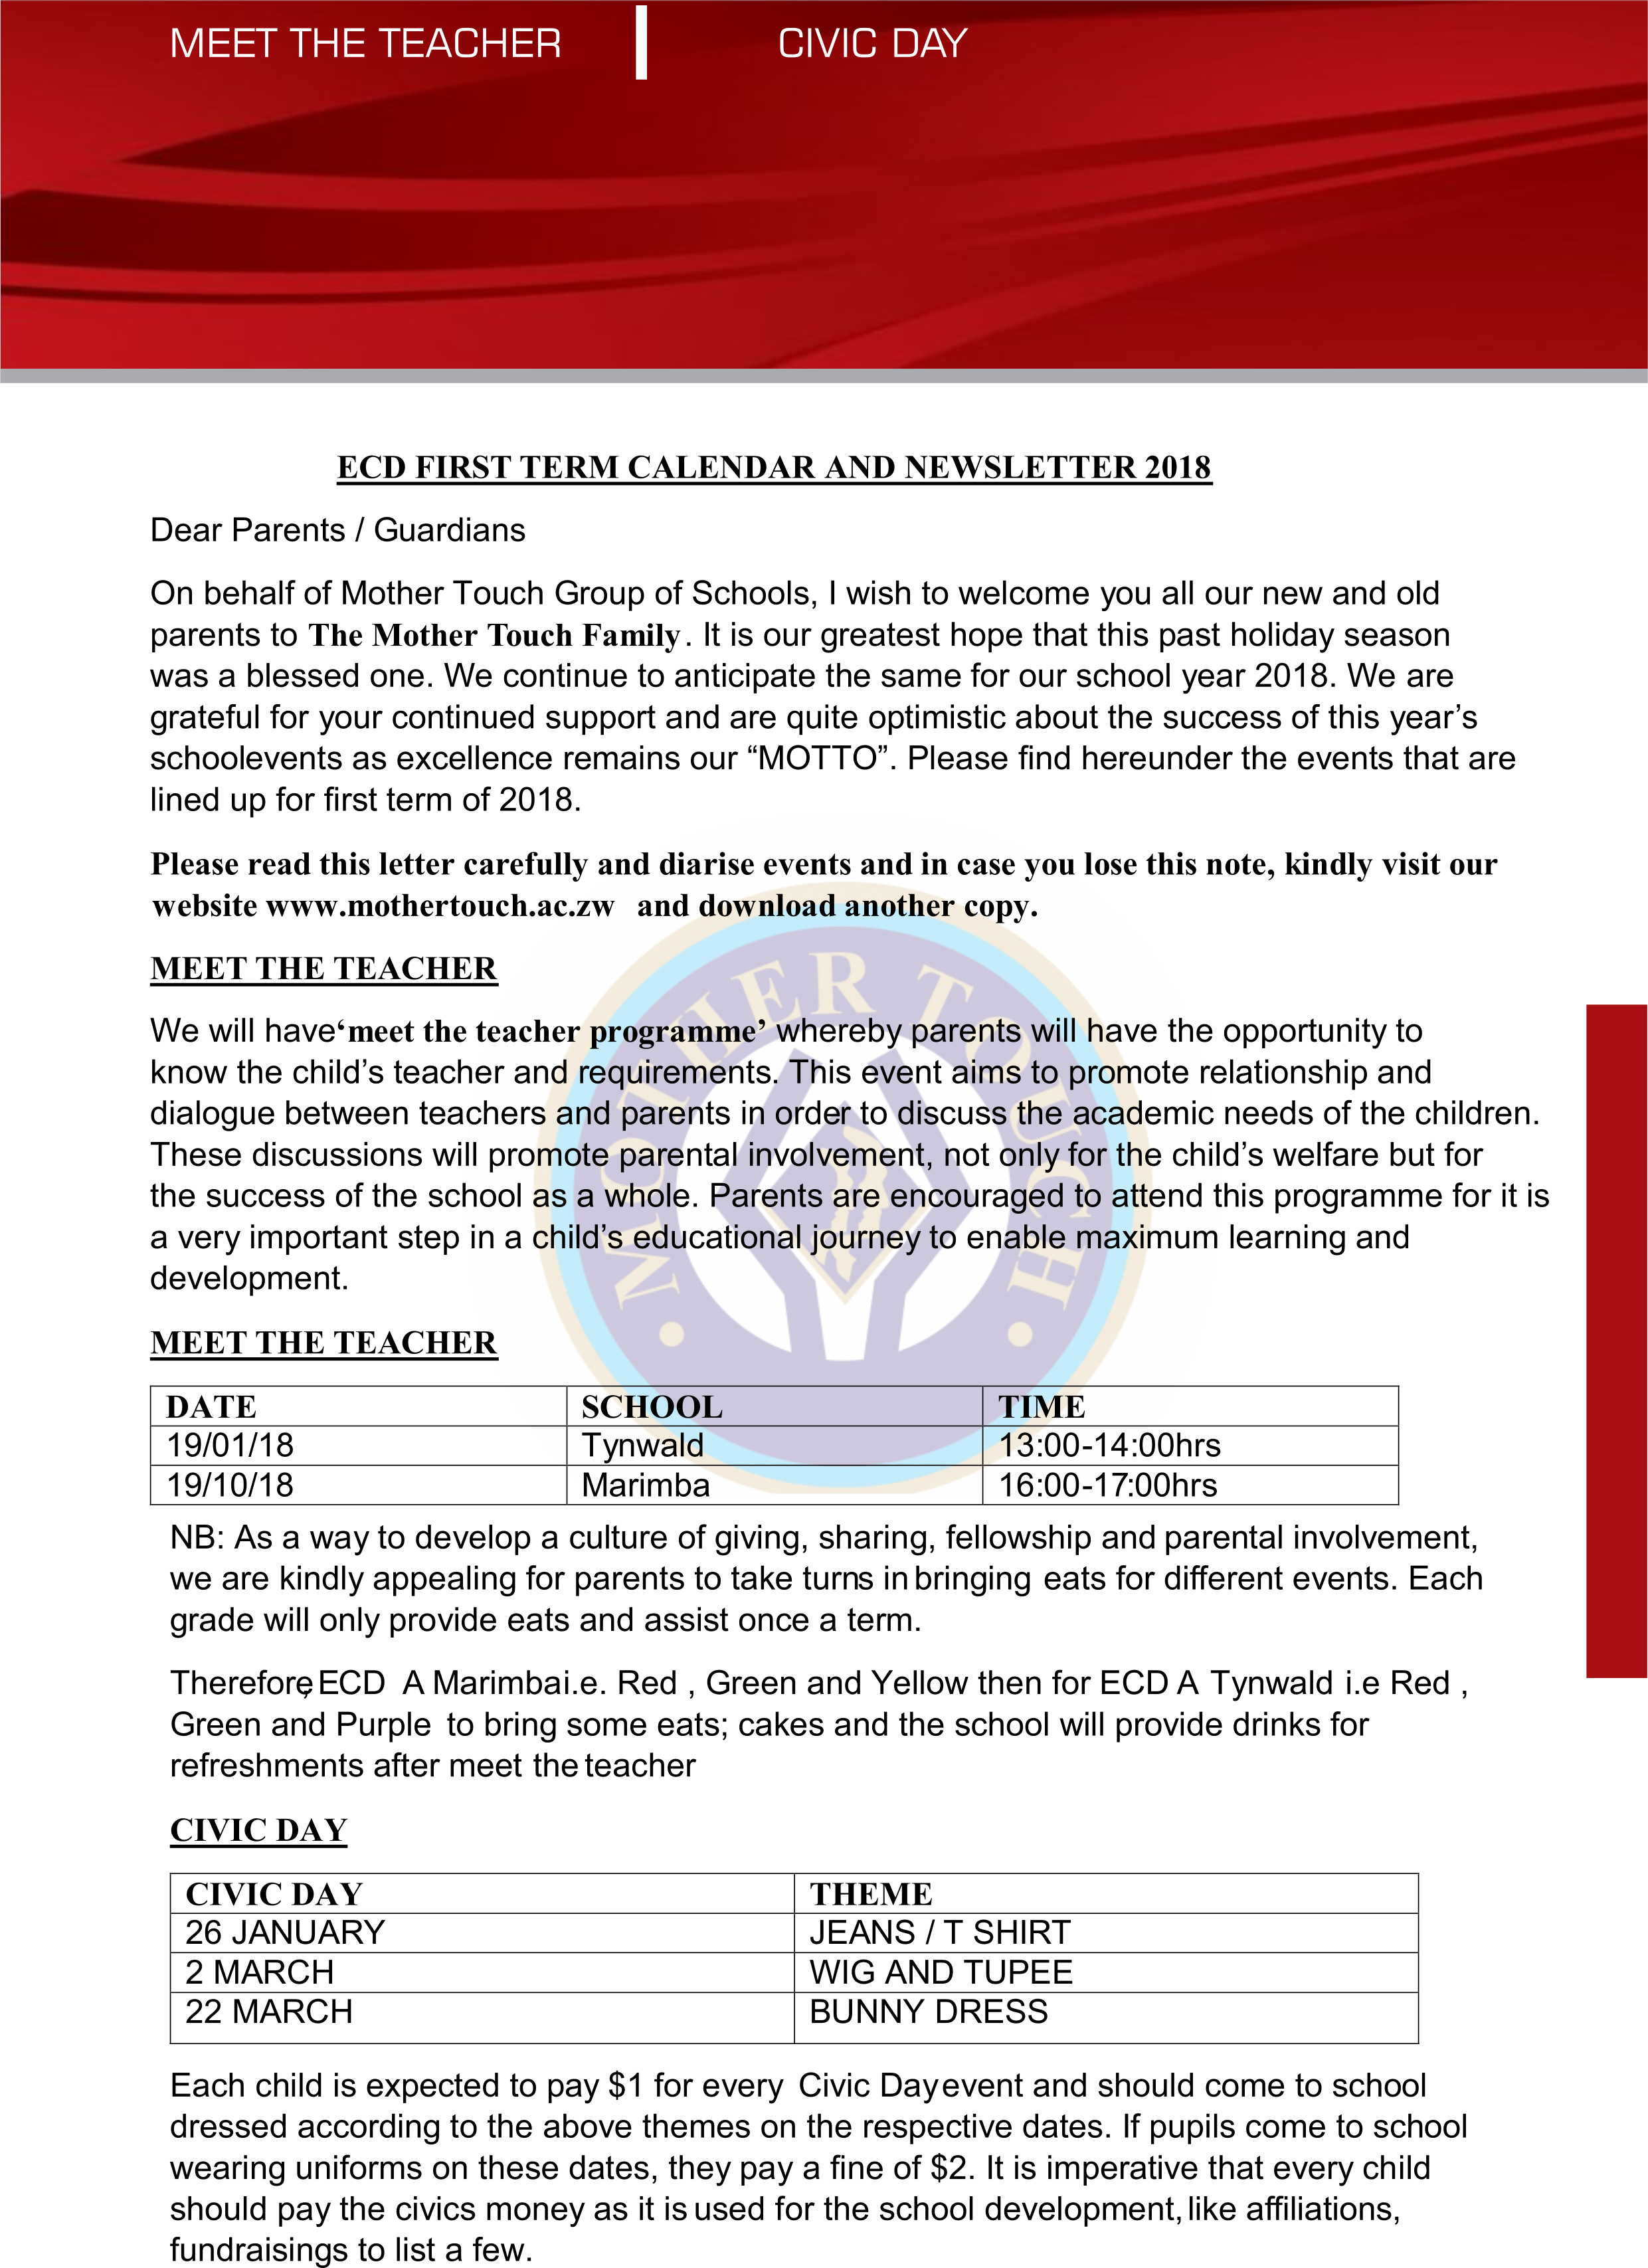 MEET THE TEACHER
CIVIC DAY
ECD FIRST TERM CALENDAR AND NEWSLETTER 2018
Dear Parents / Guardians
On behalf of Mother Touch Group of Schools, I wish to welcome you all our new and old
parents to The Mother Touch Family. It is our greatest hope that this past holiday season
was a blessed one. We continue to anticipate the same for our school year 2018. We are
grateful for your continued support and are quite optimistic about the success of this year’s
schoolevents as excellence remains our “MOTTO”. Please find hereunder the events that are
lined up for first term of 2018.
Please read this letter carefully and diarise events and in case you lose this note, kindly visit our
website www.mothertouch.ac.zw and download another copy.
MEET THE TEACHER
We will have‘meet the teacher programme’ whereby parents will have the opportunity to
know the child’s teacher and requirements. This event aims to promote relationship and
dialogue between teachers and parents in order to discuss the academic needs of the children.
These discussions will promote parental involvement, not only for the child’s welfare but for
the success of the school as a whole. Parents are encouraged to attend this programme for it is
a very important step in a child’s educational journey to enable maximum learning and
development.
MOTHER TOUCH
MEET THE TEACHER
DATE SCHOOL TIME
19/01/18 Tynwald 13:00-14:00hrs
19/10/18 Marimba 16:00-17:00hrs
NB: As a way to develop a culture of giving, sharing, fellowship and parental involvement,
we are kindly appealing for parents to take turns in bringing eats for different events. Each
grade will only provide eats and assist once a term.
Therefore, ECD A Marimbai.e. Red , Green and Yellow then for ECD A Tynwald i.e Red ,
Green and Purple to bring some eats; cakes and the school will provide drinks for
refreshments after meet the teacher
CIVIC DAY
CIVIC DAY THEME
26 JANUARY JEANS / T SHIRT
2 MARCH WIG AND TUPEE
22 MARCH BUNNY DRESS
Each child is expected to pay $1 for every Civic Day event and should come to school
dressed according to the above themes on the respective dates. If pupils come to school
wearing uniforms on these dates, they pay a fine of $2. It is imperative that every child
should pay the civics money as it is used for the school development, like affiliations,
fundraisings to list a few.